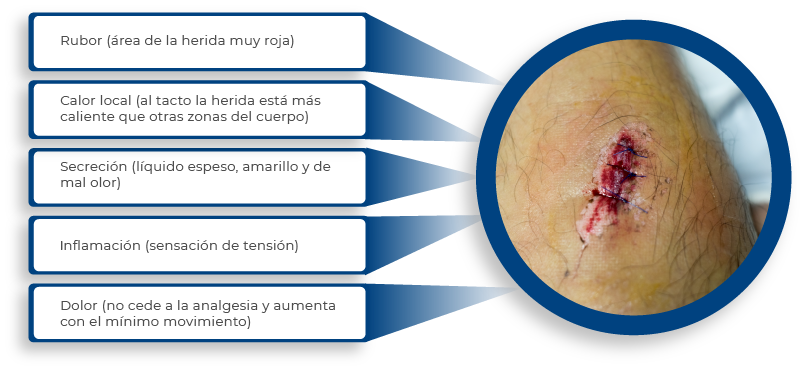 Rubor (área de la herida muy roja)
Calor local (al tacto la herida está más
caliente que otras zonas del cuerpo)
Secreción (líquido espeso, amarillo y de
mal olor)
Inflamación (sensación de tensión)
Dolor (no cede a la analgesia y aumenta
con el mínimo movimiento)